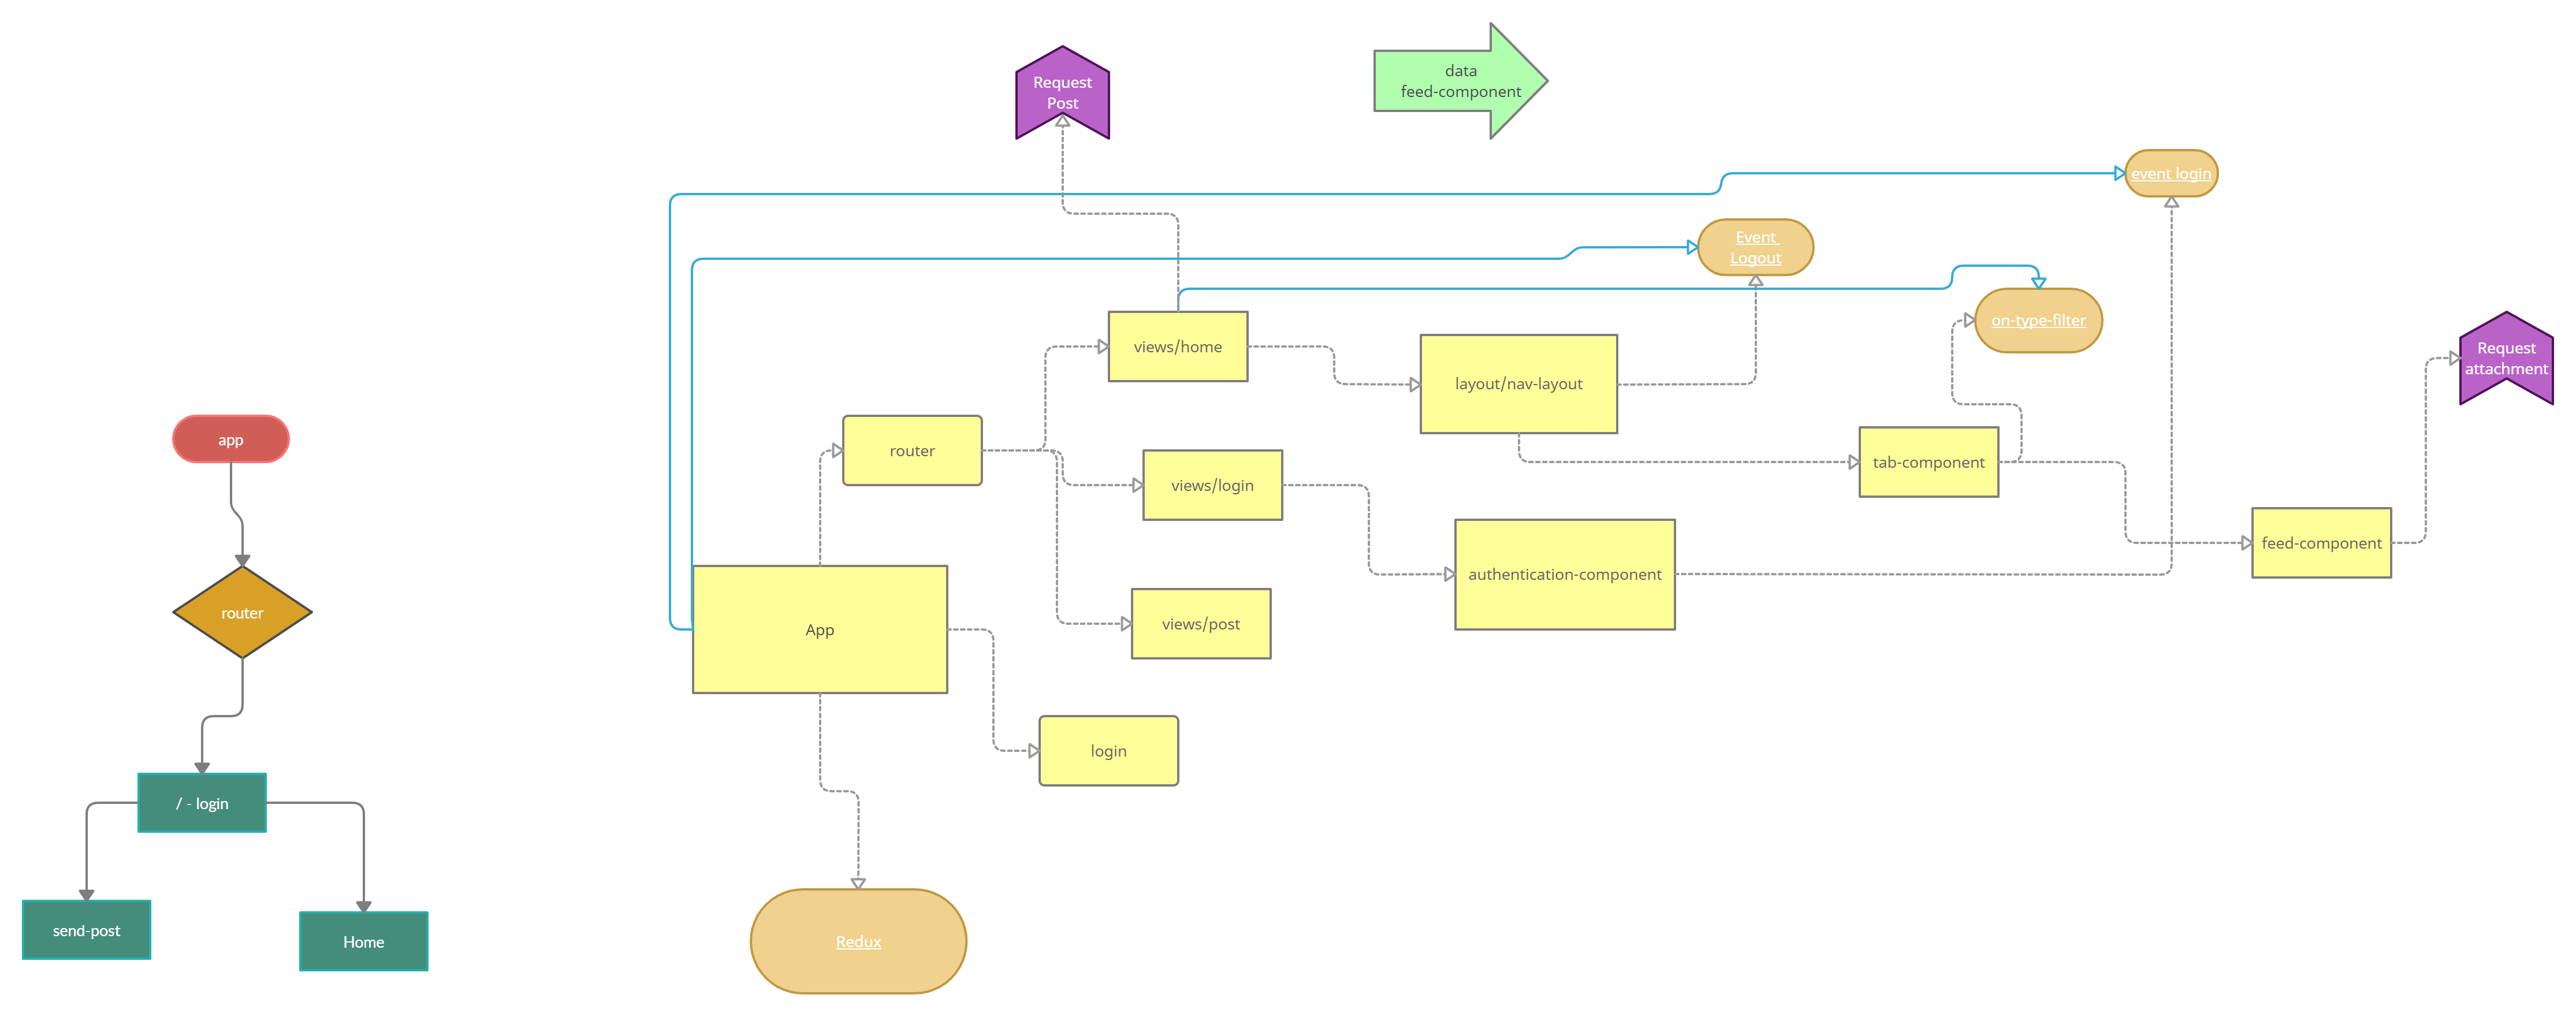 data
feed-component
Request
Post
event login
Event
Logout
on-type-filter
views/home
Request
attachment
layout/nav-layout
app
router
tab-component
views/login
feed-component
authentication-component
router
views/post
App
login
/ - login
send-post
Home
Redux